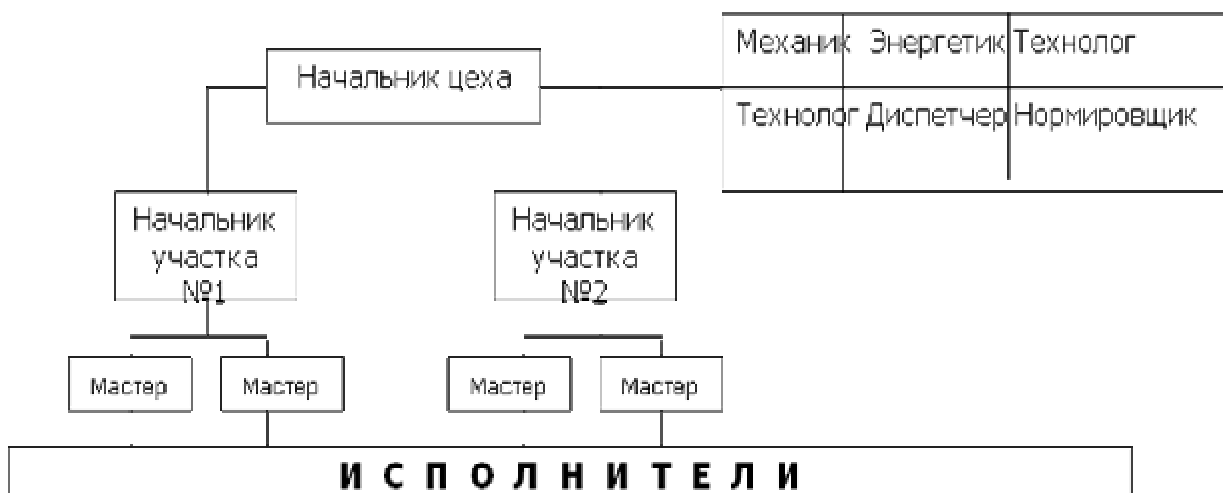 Механик Энергетик Технолог
Начальник цеха
Технолог Диспетчер Нормировщик
Начальник
участка
№1
Начальник
участка
№2
Мастер
Мастер
Мастер
Мастер
ИСПОЛНИТЕЛИ